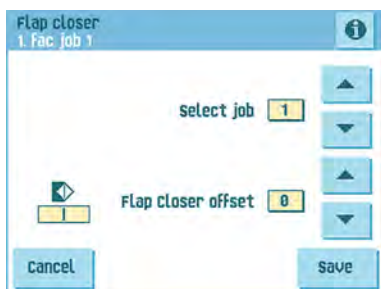 Flap closer
1. Fac job 1
Select job 1
Flap Closer offset 0
Cancel
Save